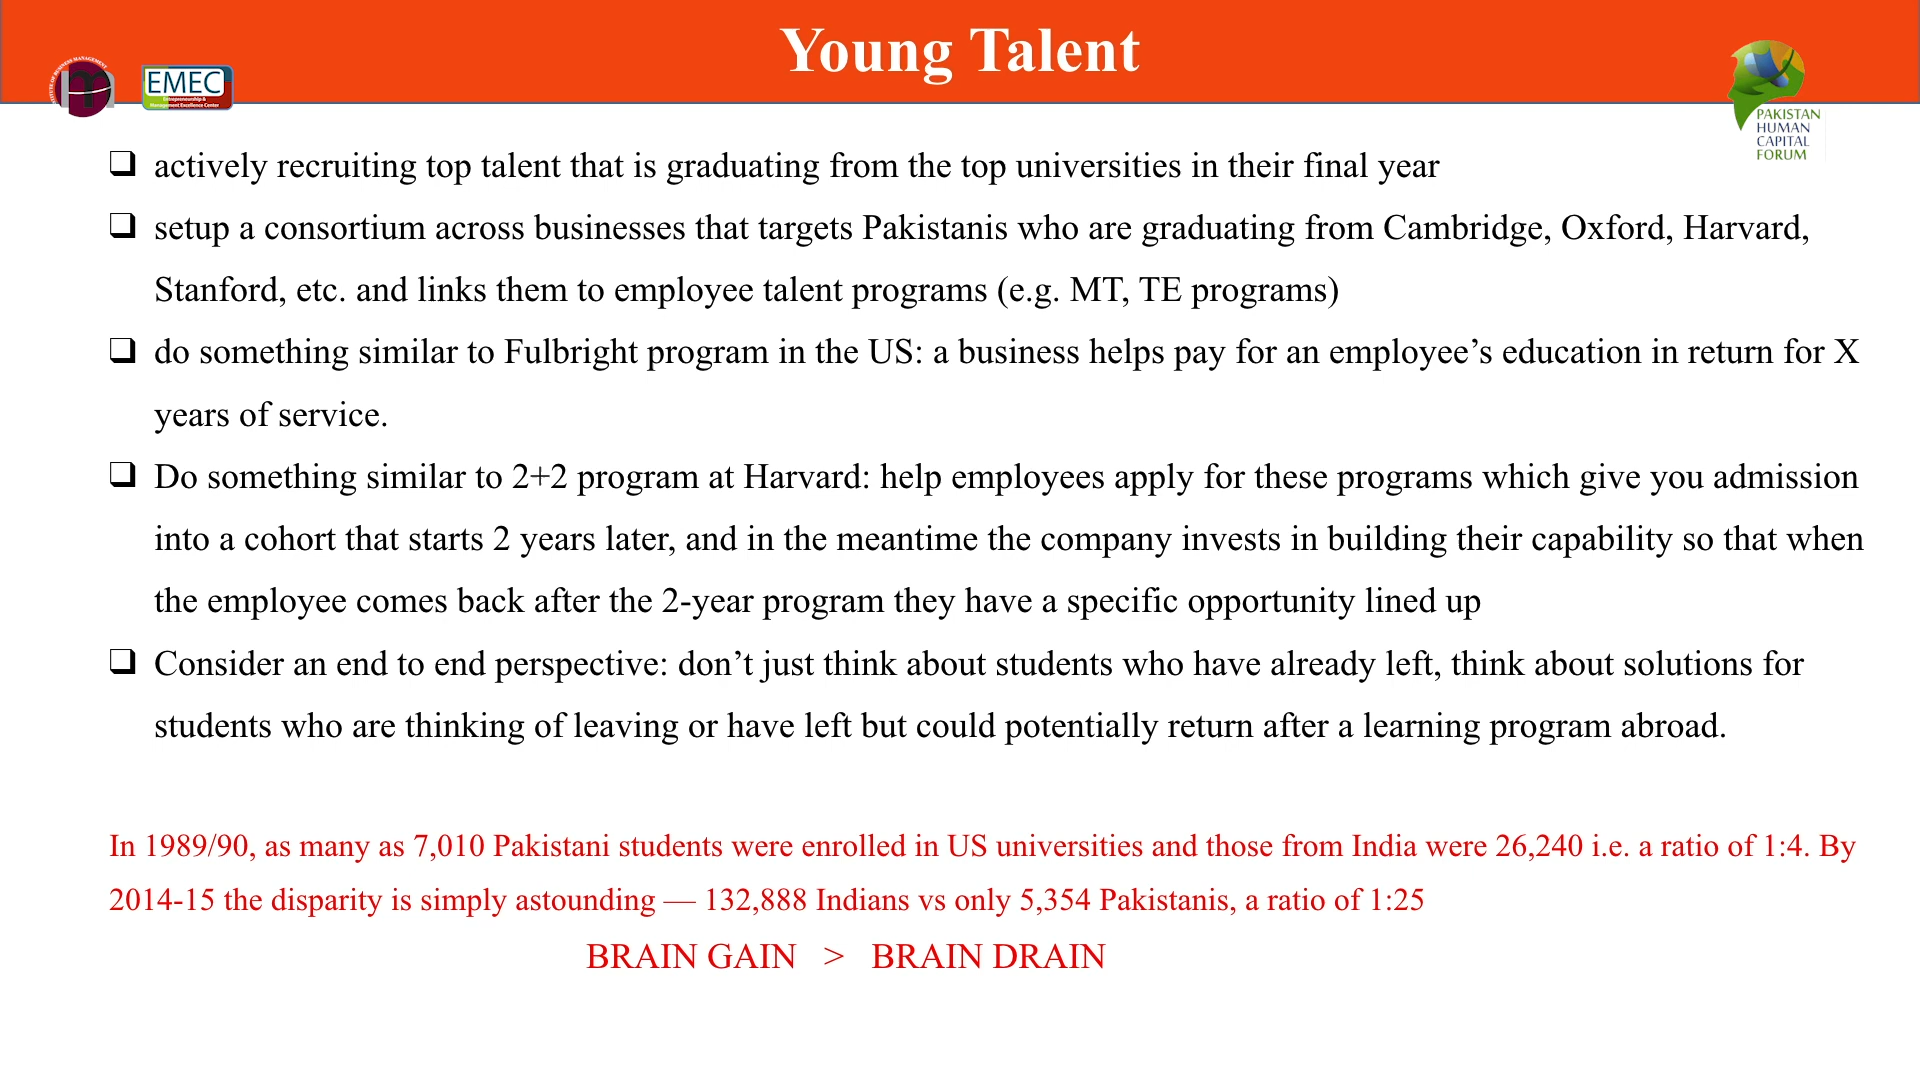 Young Talent
INSTITUTE OF BUSINESS MANAGEMENT
EMEC
Entrepreneurship &
Management Excellence Center
PAKISTAN
HUMAN
CAPITAL
FORUM
❑ actively recruiting top talent that is graduating from the top universities in their final year
❑ setup a consortium across businesses that targets Pakistanis who are graduating from Cambridge, Oxford, Harvard,
Stanford, etc. and links them to employee talent programs (e.g. MT, TE programs)
❑ do something similar to Fulbright program in the US: a business helps pay for an employee’s education in return for X
years of service.
❑ Do something similar to 2+2 program at Harvard: help employees apply for these programs which give you admission
into a cohort that starts 2 years later, and in the meantime the company invests in building their capability so that when
the employee comes back after the 2-year program they have a specific opportunity lined up
❑ Consider an end to end perspective: don’t just think about students who have already left, think about solutions for
students who are thinking of leaving or have left but could potentially return after a learning program abroad.
In 1989/90, as many as 7,010 Pakistani students were enrolled in US universities and those from India were 26,240 i.e. a ratio of 1:4. By
2014-15 the disparity is simply astounding — 132,888 Indians vs only 5,354 Pakistanis, a ratio of 1:25
BRAIN GAIN > BRAIN DRAIN